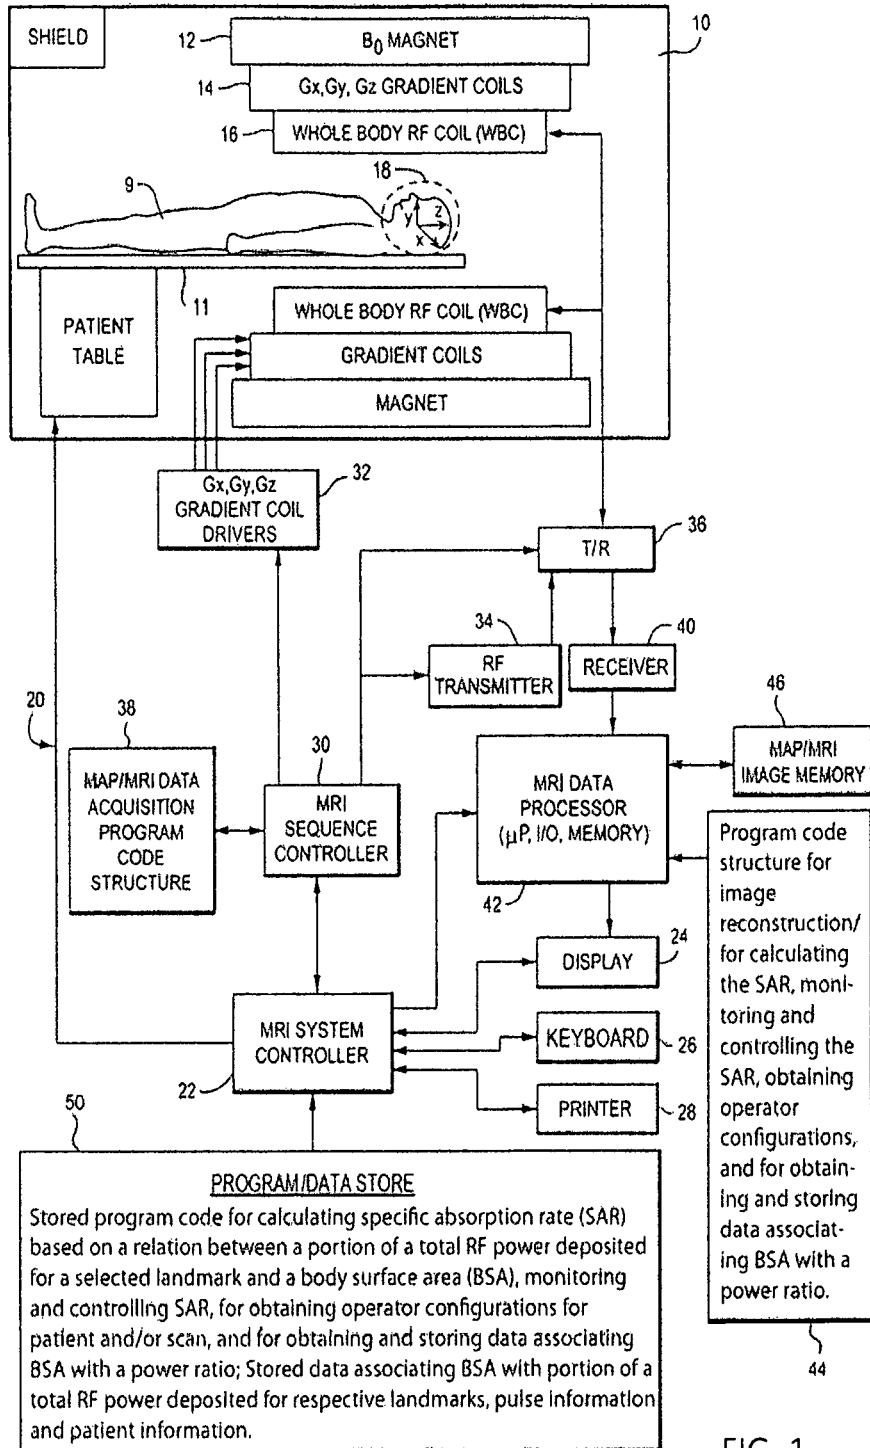 SHIELD
10
12
B0 MAGNET
14
Gx,Gy, Gz GRADIENT COILS
16
WHOLE BODY RF COIL (WBC)
18
9
y
z
x
11
PATIENT
TABLE
WHOLE BODY RF COIL (WBC)
GRADIENT COILS
MAGNET
Gx,Gy,Gz
GRADIENT COIL
DRIVERS
32
T/R
36
34
RF
TRANSMITTER
40
RECEIVER
20
38
MAP/MRI DATA
ACQUISITION
PROGRAM
CODE
STRUCTURE
30
MRI
SEQUENCE
CONTROLLER
MRI DATA
PROCESSOR
(μP, I/O, MEMORY)
42
46
MAP/MRI
IMAGE MEMORY
Program code
structure for
image
reconstruction/
for calculating
the SAR, moni-
toring and
controlling the
SAR, obtaining
operator
configurations,
and for obtain-
ing and storing
data associat-
ing BSA with a
power ratio.
44
DISPLAY
24
MRI SYSTEM
CONTROLLER
22
KEYBOARD
26
PRINTER
28
50
PROGRAM/DATA STORE
Stored program code for calculating specific absorption rate (SAR)
based on a relation between a portion of a total RF power deposited
for a selected landmark and a body surface area (BSA), monitoring
and controlling SAR, for obtaining operator configurations for
patient and/or scan, and for obtaining and storing data associating
BSA with a power ratio; Stored data associating BSA with portion of a
total RF power deposited for respective landmarks, pulse information
and patient information.
FIG. 1